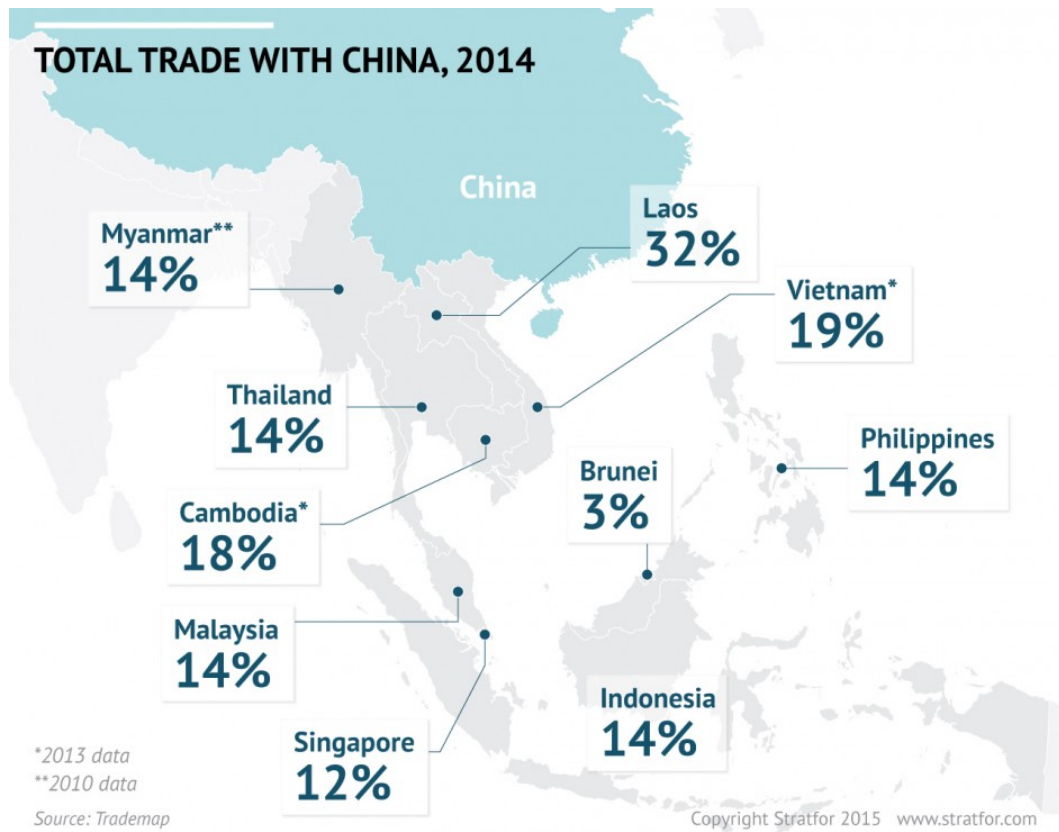 TOTAL TRADE WITH CHINA, 2014
China
Laos
32%
Myanmar**
14%
Vietnam*
19%
Thailand
14%
Philippines
14%
Brunei
3%
Cambodia*
18%
Malaysia
14%
Indonesia
14%
Singapore
12%
*2013 data
**2010 data
Source: Trademap
Copyright Stratfor 2015 www.stratfor.com